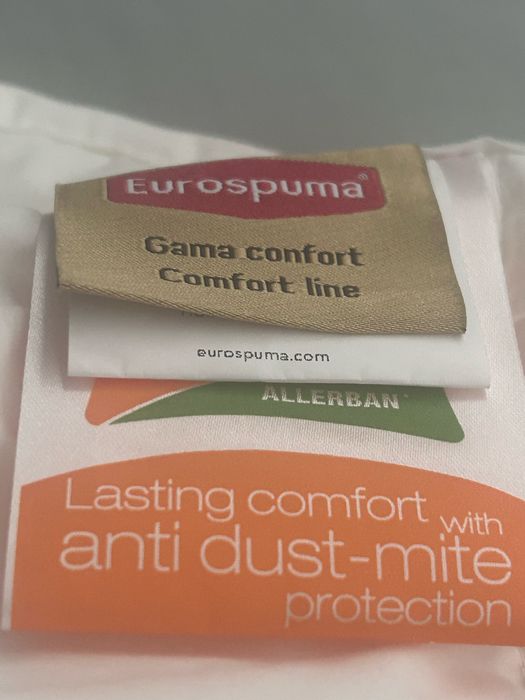 Eurospuma®
Gama confort
Comfort line
eurospuma.com
ALLERBAN
Lasting comfort with
anti dust-mite
protection